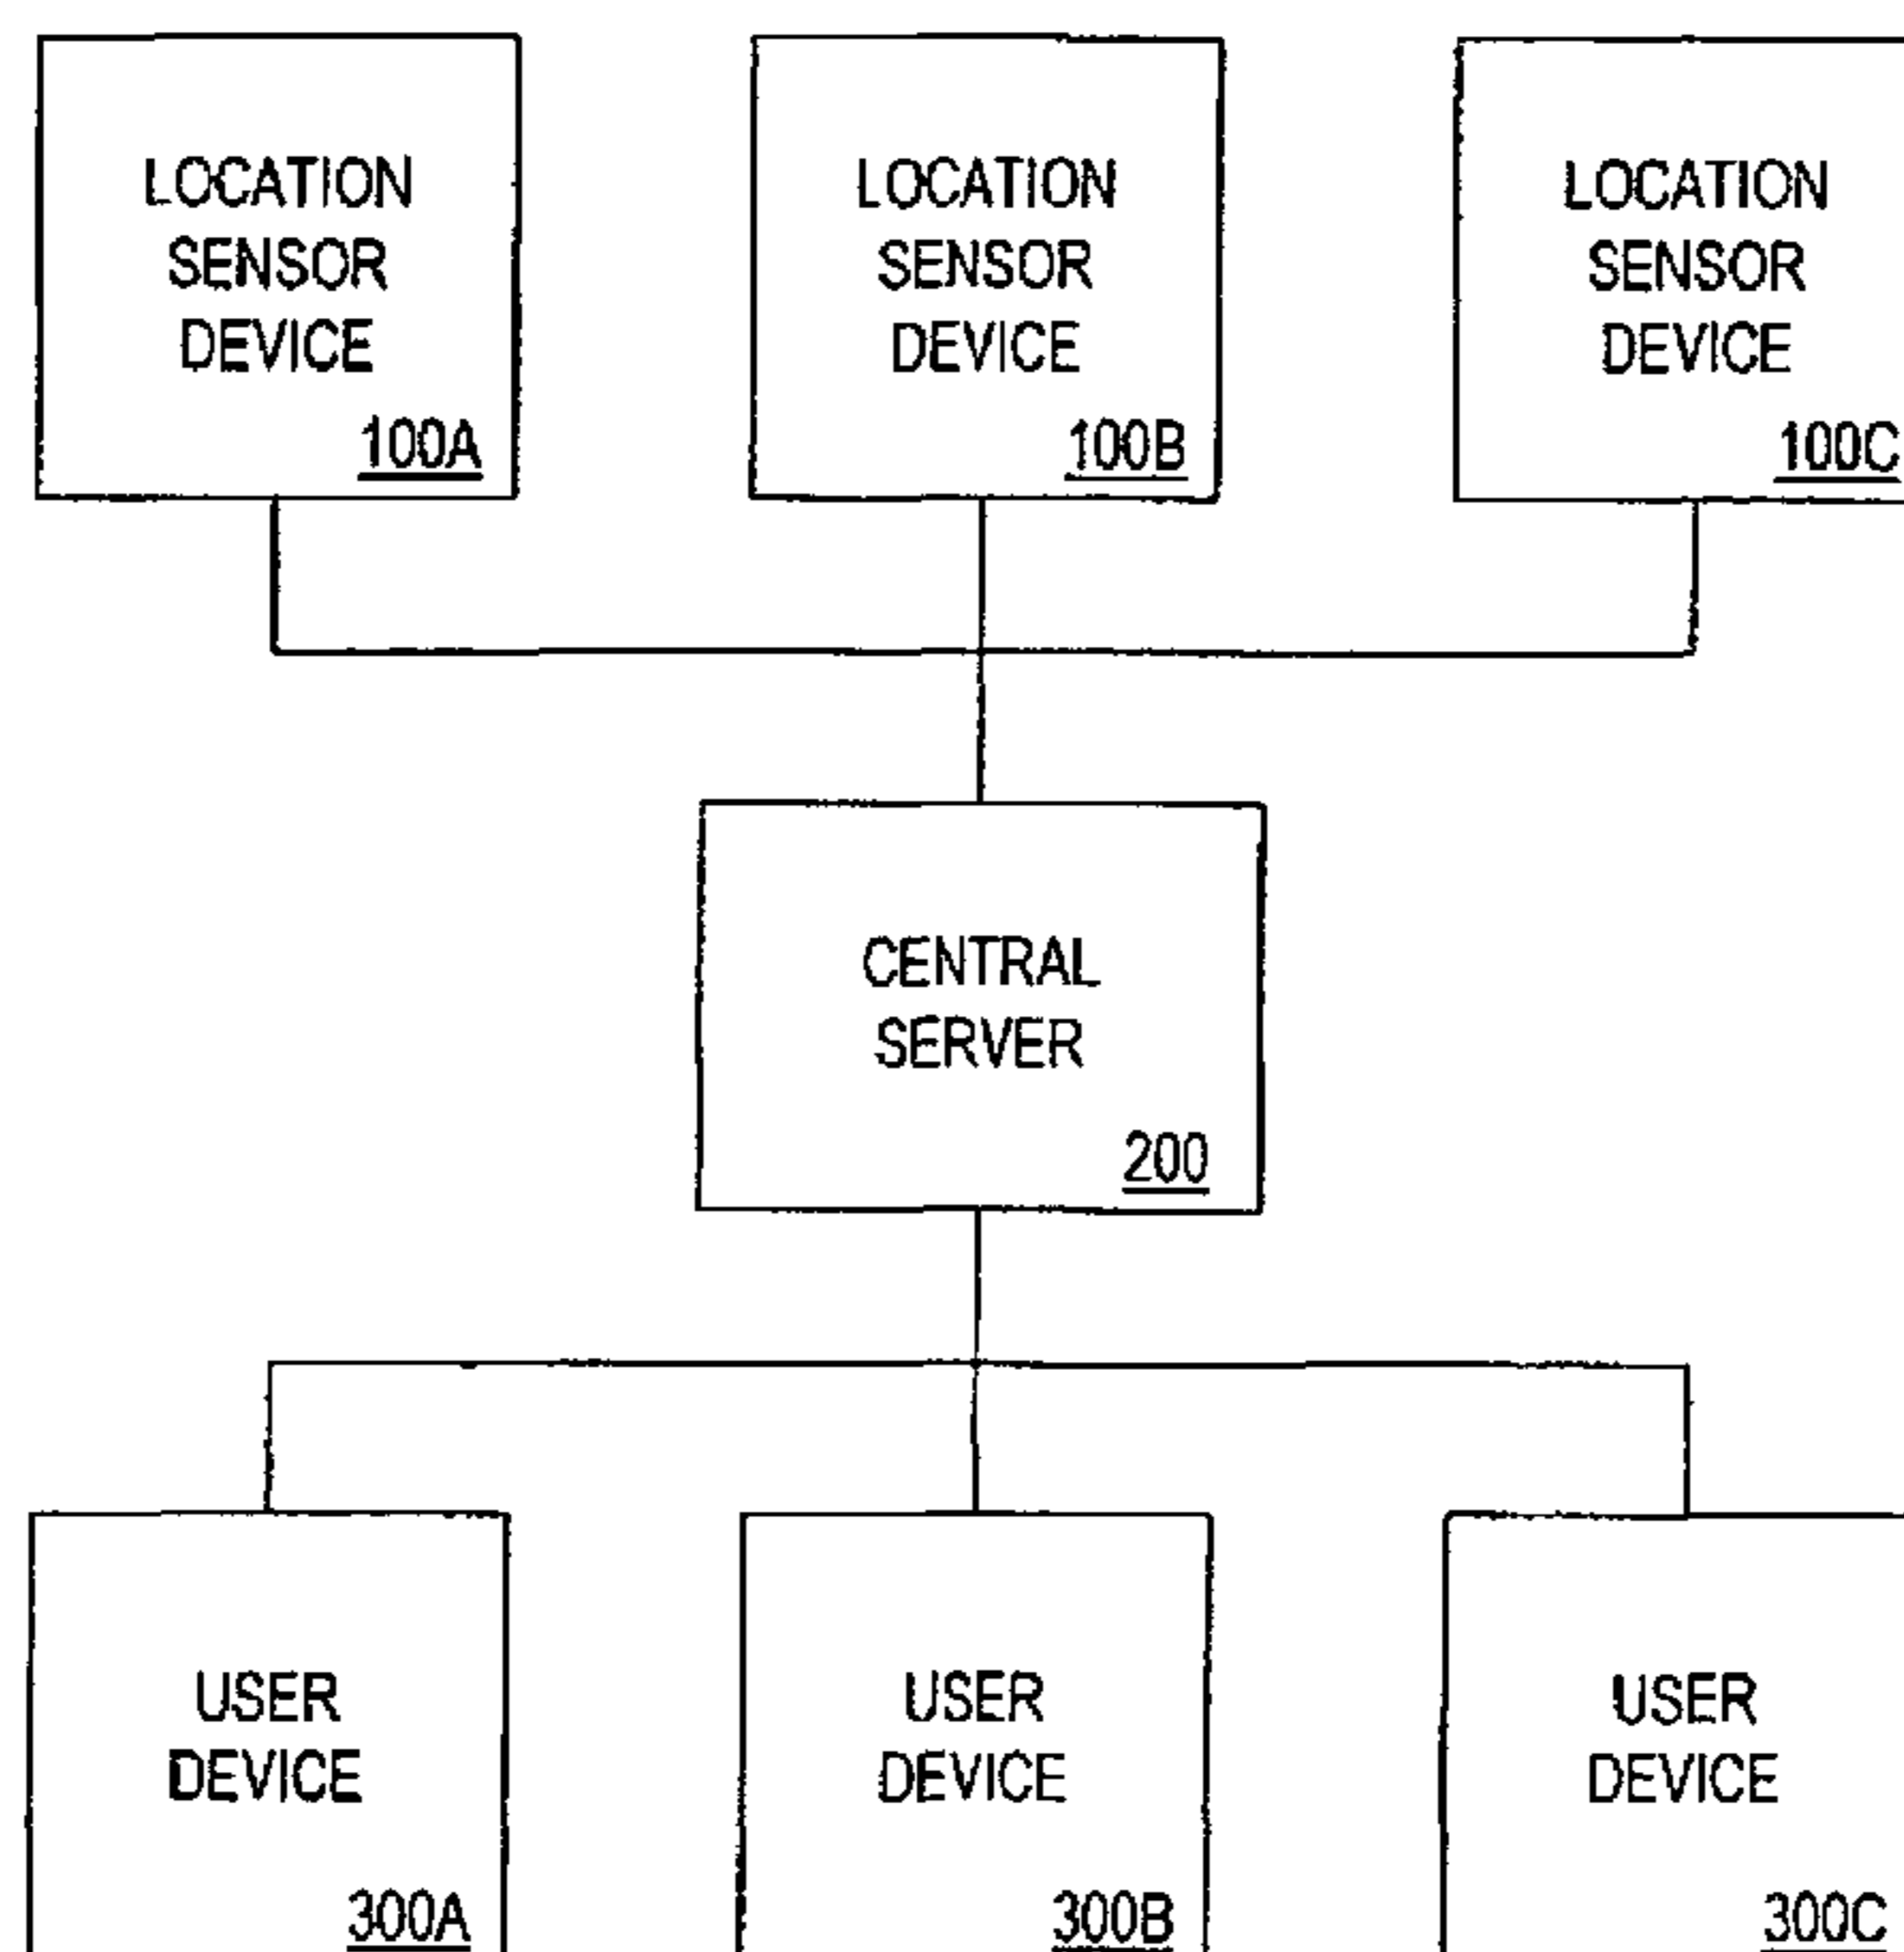 LOCATION
SENSOR
DEVICE
100A
LOCATION
SENSOR
DEVICE
100B
LOCATION
SENSOR
DEVICE
100C
CENTRAL
SERVER
200
USER
DEVICE
300A
USER
DEVICE
300B
USER
DEVICE
300C